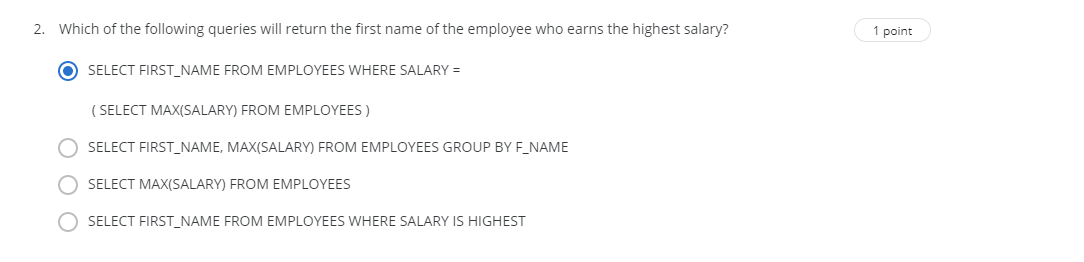 2. Which of the following queries will return the first name of the employee who earns the highest salary?
1 point
SELECT FIRST_NAME FROM EMPLOYEES WHERE SALARY =
( SELECT MAX(SALARY) FROM EMPLOYEES )
SELECT FIRST_NAME, MAX(SALARY) FROM EMPLOYEES GROUP BY F_NAME
SELECT MAX(SALARY) FROM EMPLOYEES
SELECT FIRST_NAME FROM EMPLOYEES WHERE SALARY IS HIGHEST